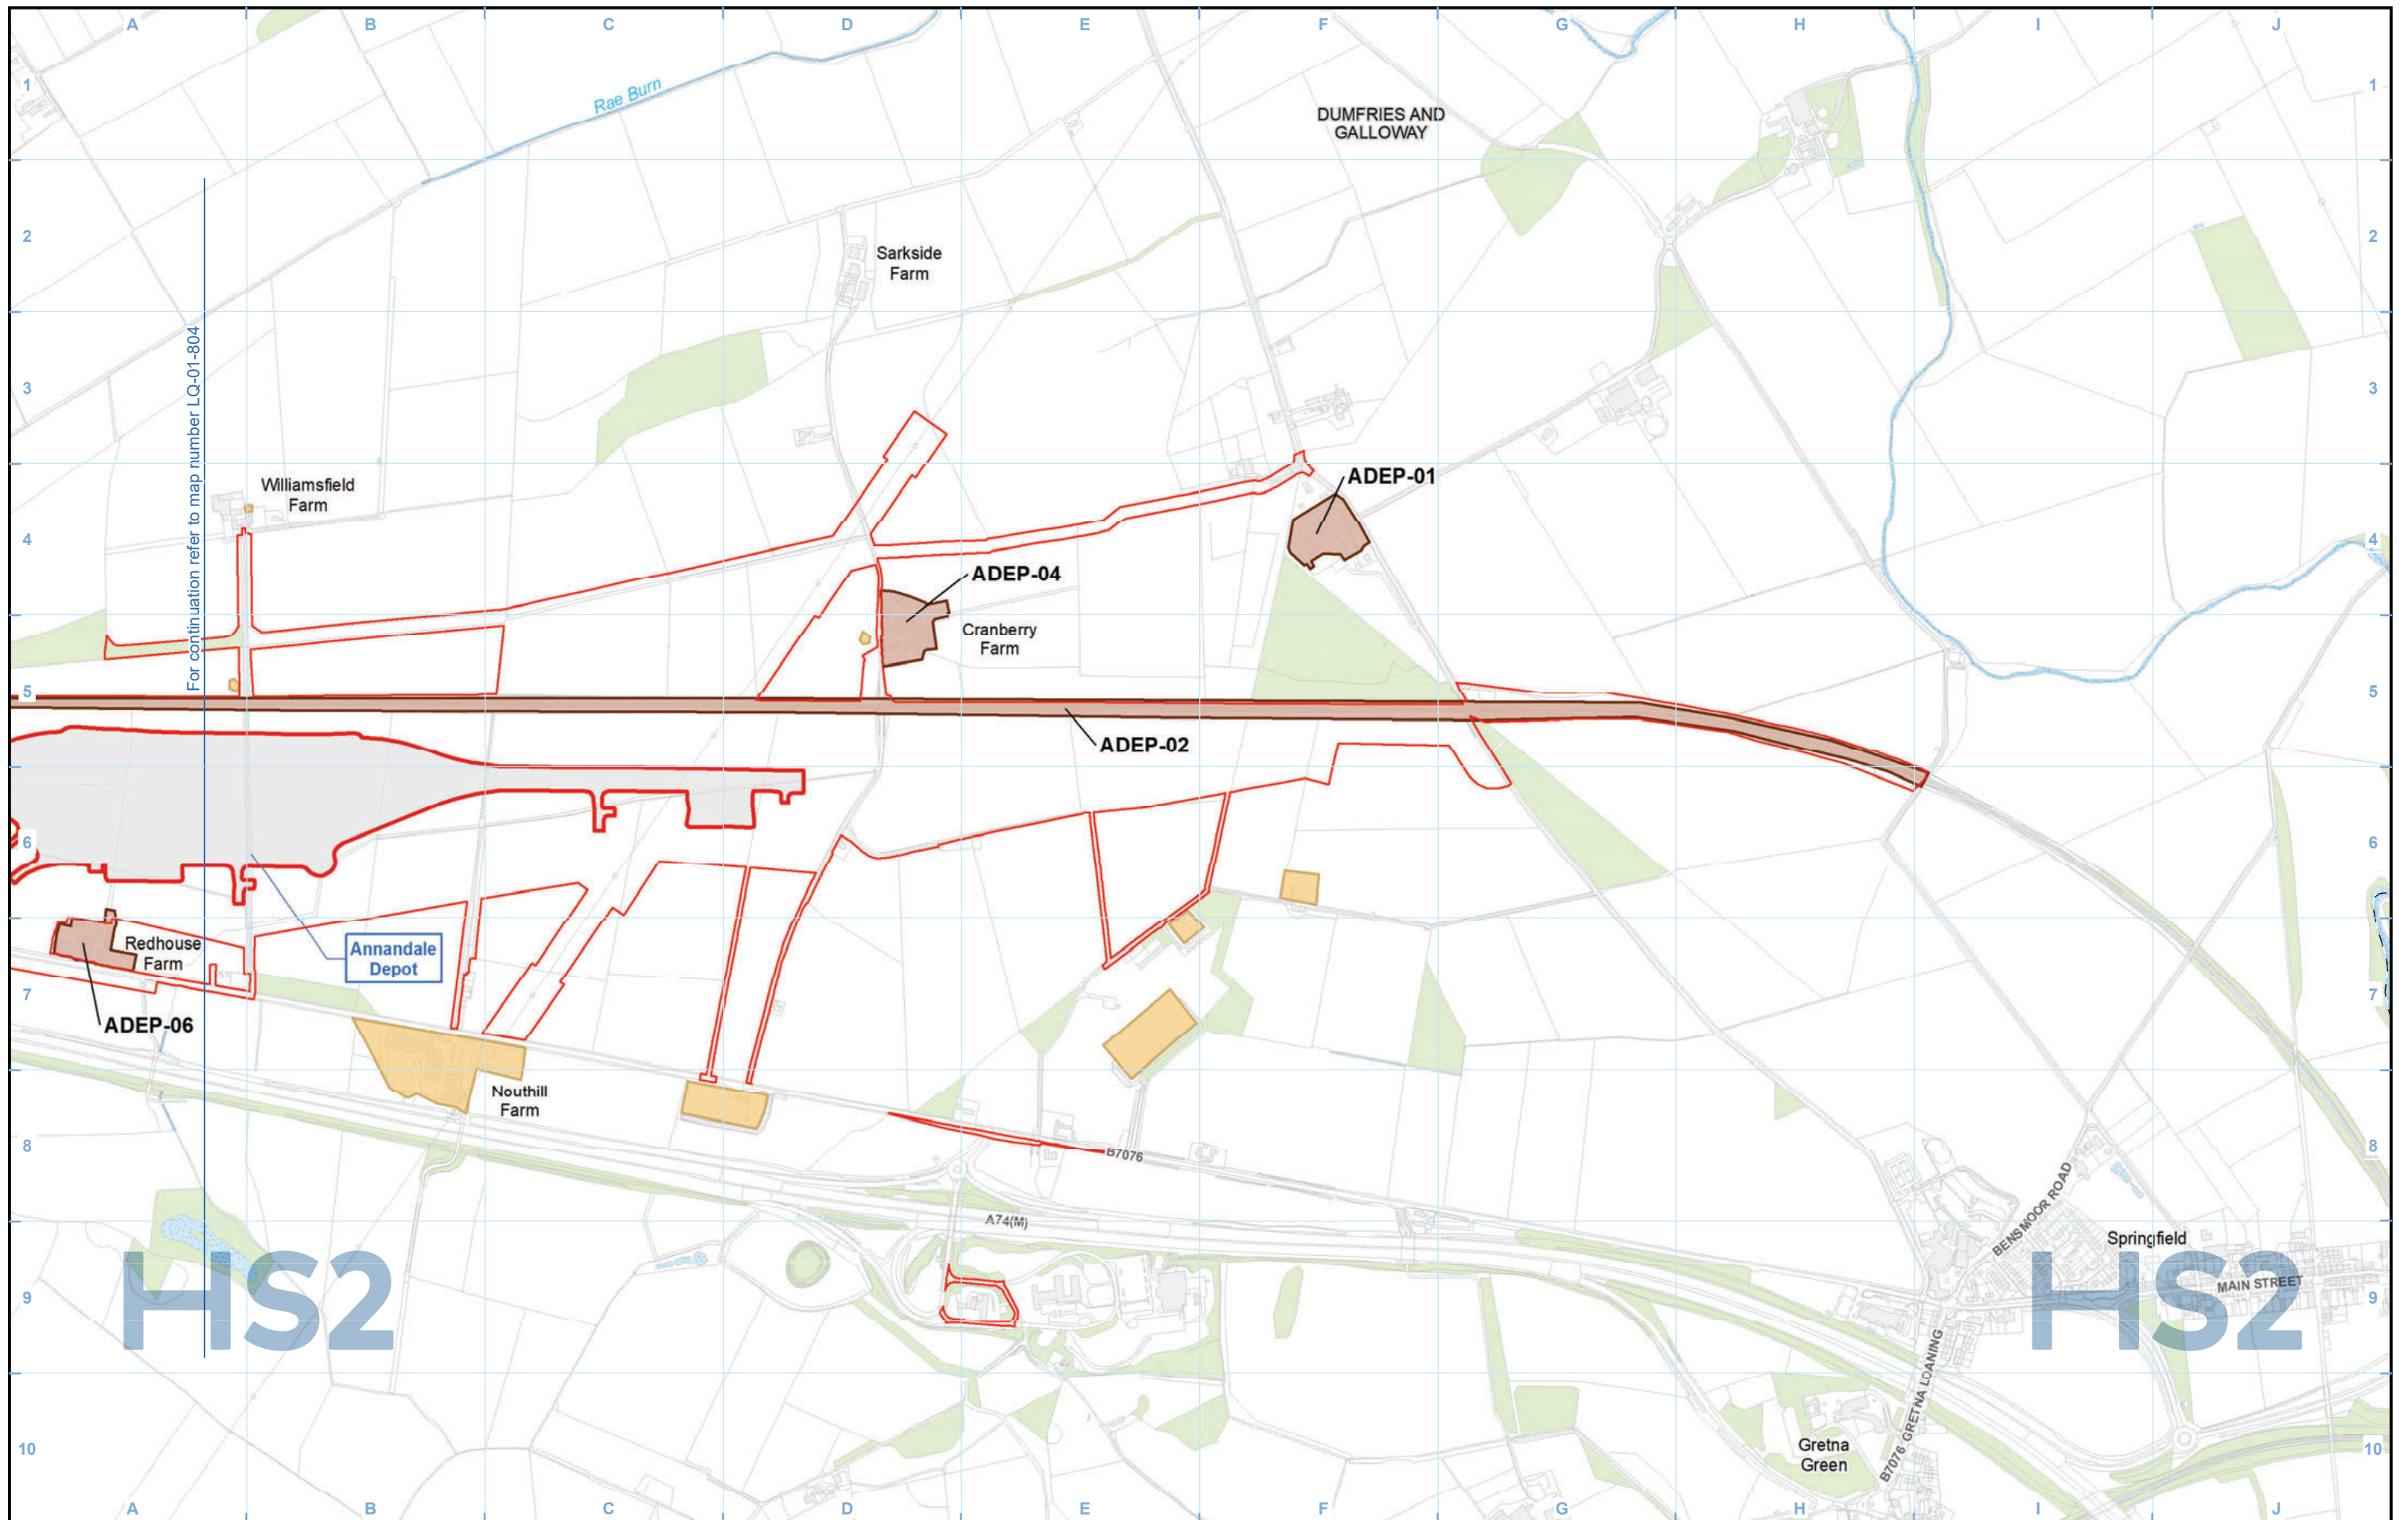 A B C D E F G H I J
1 1
Rae Burn
DUMFRIES AND
GALLOWAY
2 2
Sarkside
Farm
For continuation refer to map number LQ-01-804
3 3
Williamsfield
Farm
ADEP-01
4 4
ADEP-04
Cranberry
Farm
5 5
ADEP-02
6 6
Redhouse
Farm
Annandale
Depot
7 7
ADEP-06
Nouthill
Farm
8 8
B7076
BENSMOOR ROAD
A74(M)
Springfield
MAIN STREET
9 9
HS2 HS2
B7076 GRETNA LOANING
Gretna
Green
10 10
A B C D E F G H I J